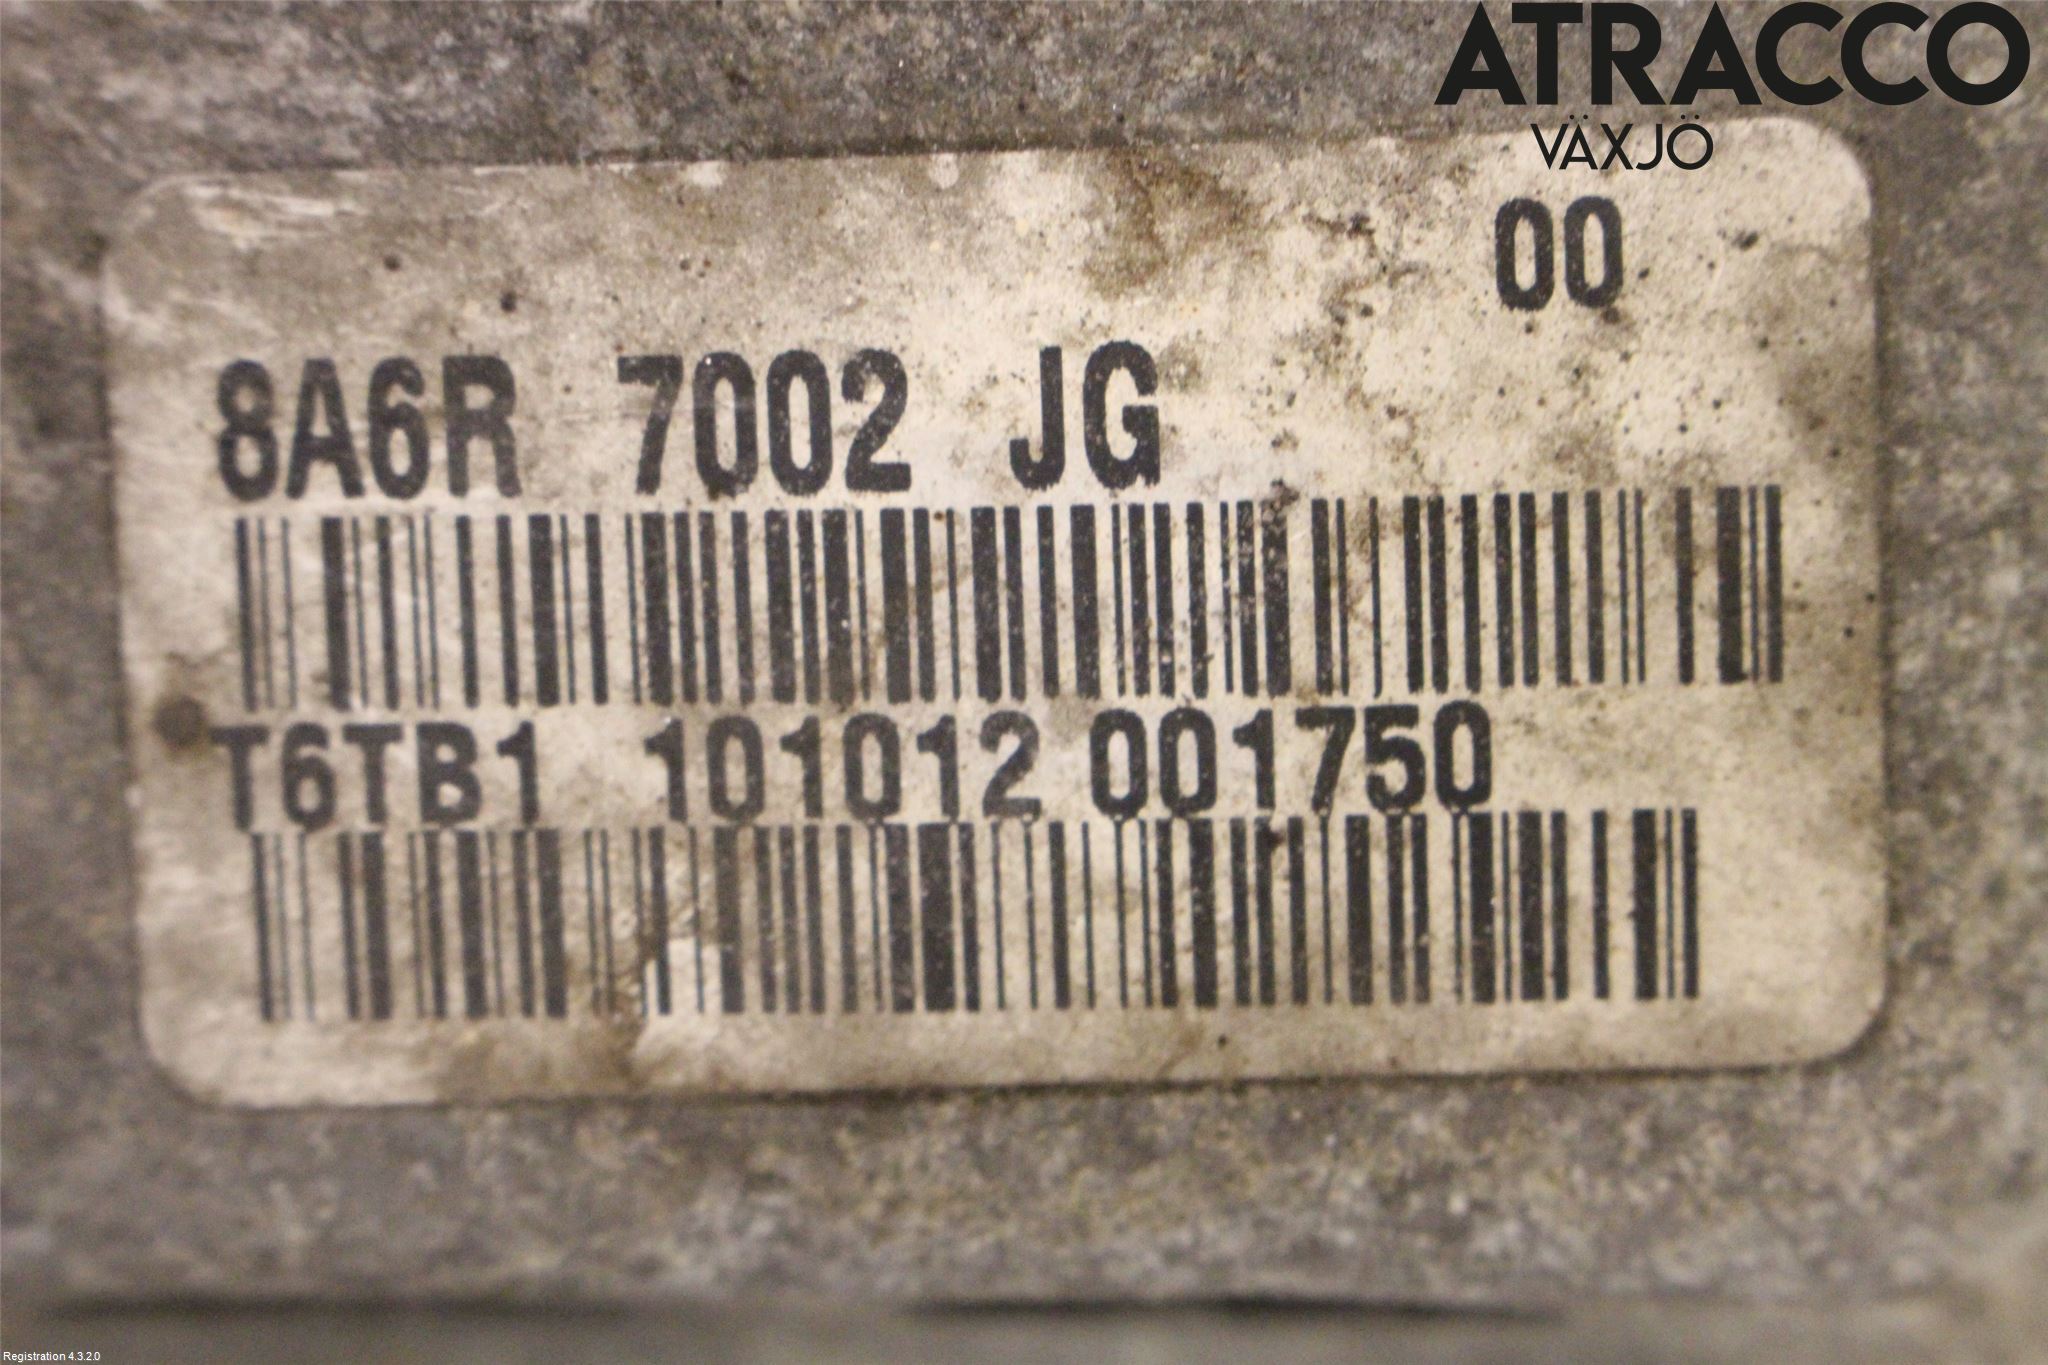 ATRACCO
VÄXJÖ
00
8A6R 7002 JG
T6TB1 101012 001750
Registration 4.3.2.0